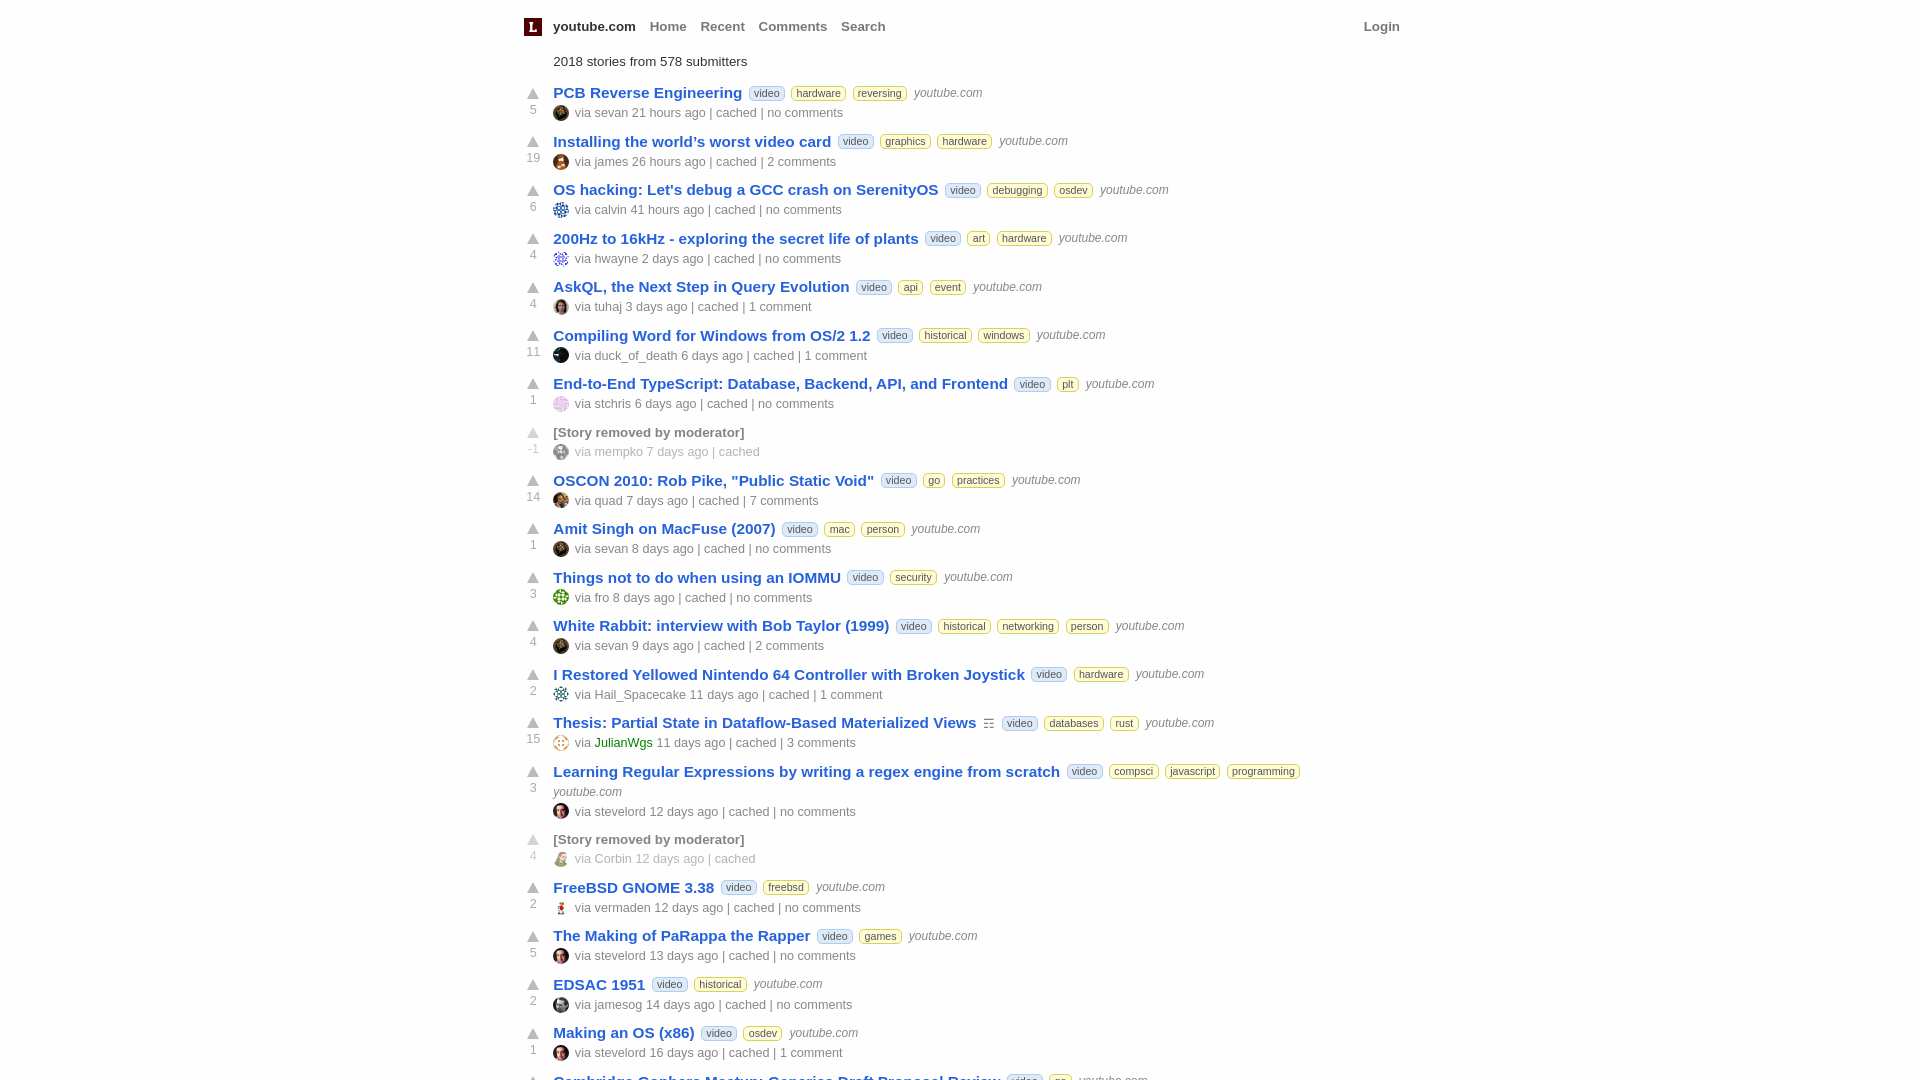 L youtube.com Home Recent Comments Search Login
2018 stories from 578 submitters
PCB Reverse Engineering video hardware reversing youtube.com
5 via sevan 21 hours ago | cached | no comments
Installing the world’s worst video card video graphics hardware youtube.com
19 via james 26 hours ago | cached | 2 comments
OS hacking: Let's debug a GCC crash on SerenityOS video debugging osdev youtube.com
6 via calvin 41 hours ago | cached | no comments
200Hz to 16kHz - exploring the secret life of plants video art hardware youtube.com
4 via hwayne 2 days ago | cached | no comments
AskQL, the Next Step in Query Evolution video api event youtube.com
4 via tuhaj 3 days ago | cached | 1 comment
Compiling Word for Windows from OS/2 1.2 video historical windows youtube.com
11 via duck_of_death 6 days ago | cached | 1 comment
End-to-End TypeScript: Database, Backend, API, and Frontend video plt youtube.com
1 via stchris 6 days ago | cached | no comments
[Story removed by moderator]
-1 via mempko 7 days ago | cached
OSCON 2010: Rob Pike, "Public Static Void" video go practices youtube.com
14 via quad 7 days ago | cached | 7 comments
Amit Singh on MacFuse (2007) video mac person youtube.com
1 via sevan 8 days ago | cached | no comments
Things not to do when using an IOMMU video security youtube.com
3 via fro 8 days ago | cached | no comments
White Rabbit: interview with Bob Taylor (1999) video historical networking person youtube.com
4 via sevan 9 days ago | cached | 2 comments
I Restored Yellowed Nintendo 64 Controller with Broken Joystick video hardware youtube.com
2 via Hail_Spacecake 11 days ago | cached | 1 comment
Thesis: Partial State in Dataflow-Based Materialized Views ☶ video databases rust youtube.com
15 via JulianWgs 11 days ago | cached | 3 comments
Learning Regular Expressions by writing a regex engine from scratch video compsci javascript programming
3 youtube.com
via stevelord 12 days ago | cached | no comments
[Story removed by moderator]
4 via Corbin 12 days ago | cached
FreeBSD GNOME 3.38 video freebsd youtube.com
2 via vermaden 12 days ago | cached | no comments
The Making of PaRappa the Rapper video games youtube.com
5 via stevelord 13 days ago | cached | no comments
EDSAC 1951 video historical youtube.com
2 via jamesog 14 days ago | cached | no comments
Making an OS (x86) video osdev youtube.com
1 via stevelord 16 days ago | cached | 1 comment
Cambridge Gophers Meetup: Generics Draft Proposal Review video go youtube.com